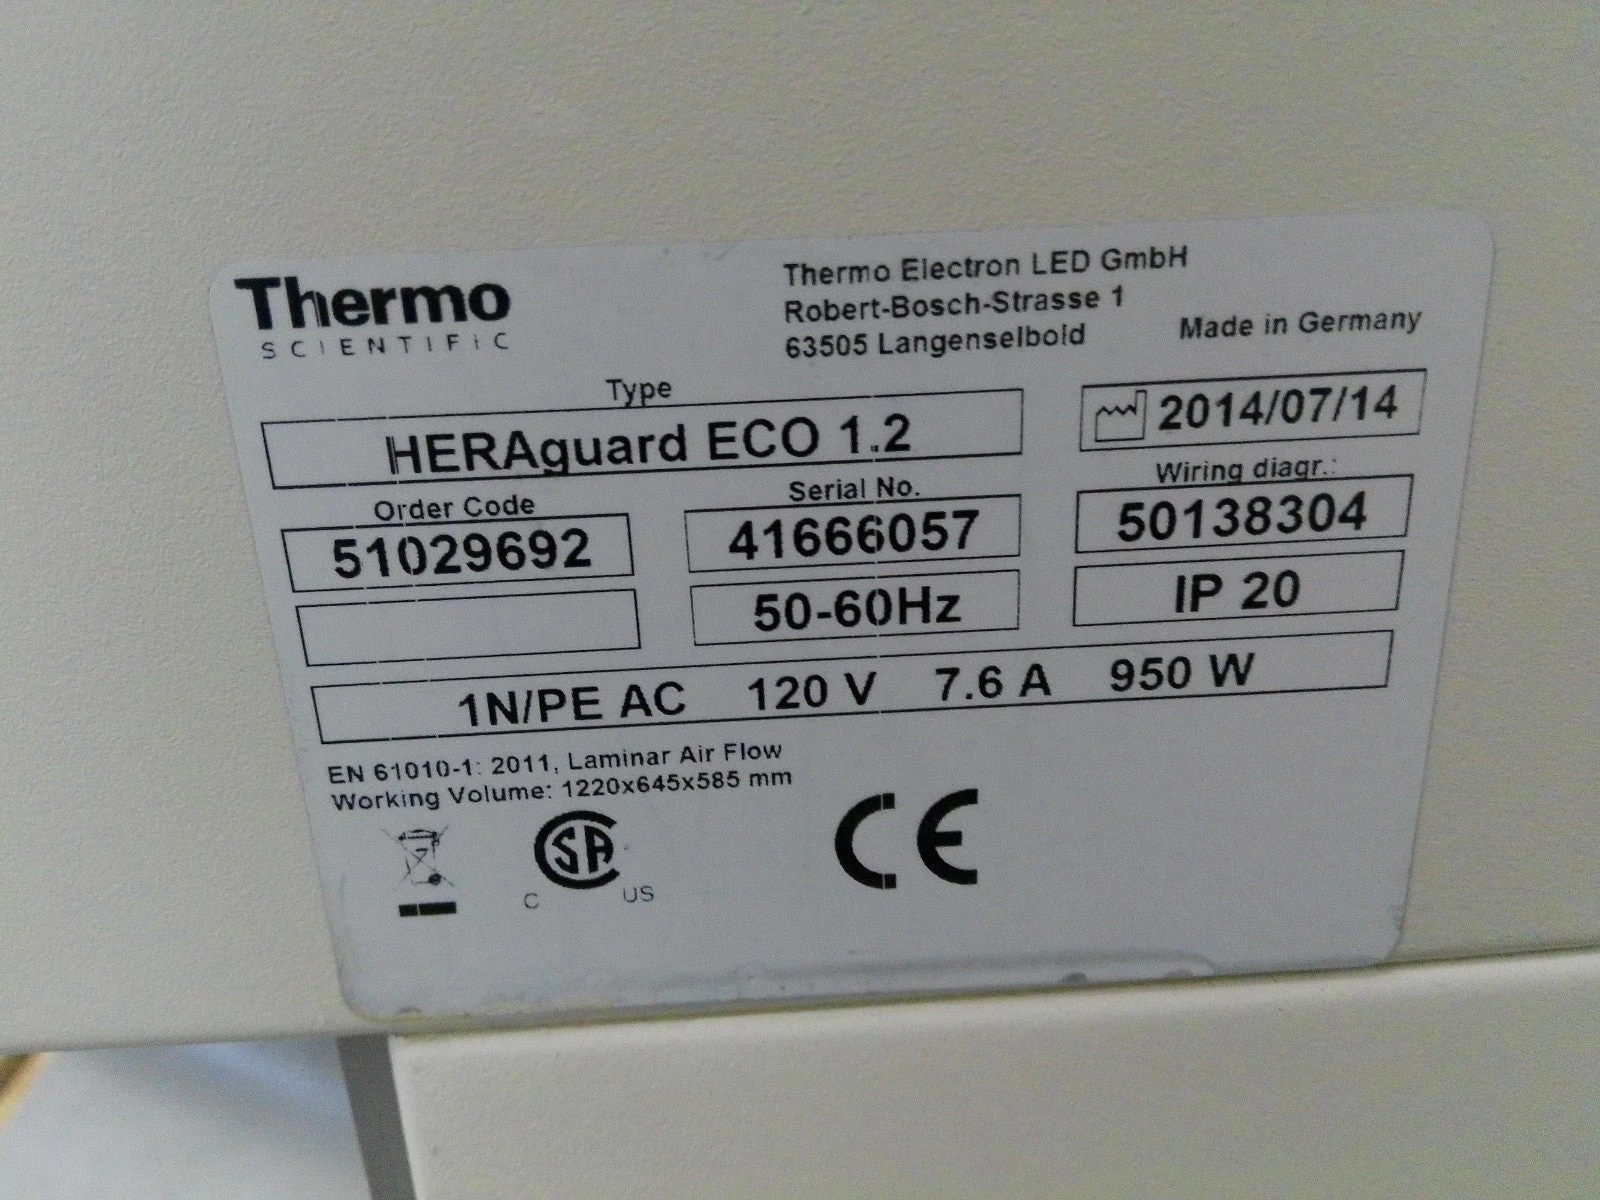 Thermo
SCIENTIFIC
Thermo Electron LED GmbH
Robert-Bosch-Strasse 1
63505 Langenselbold
Made in Germany
Type
HERAguard ECO 1.2
2014/07/14
Order Code
51029692
Serial No.
41666057
Wiring diagr.:
50138304
50-60Hz
IP 20
1N/PE AC 120 V 7.6 A 950 W
EN 61010-1: 2011, Laminar Air Flow
Working Volume: 1220x645x585 mm
C SA US
CE